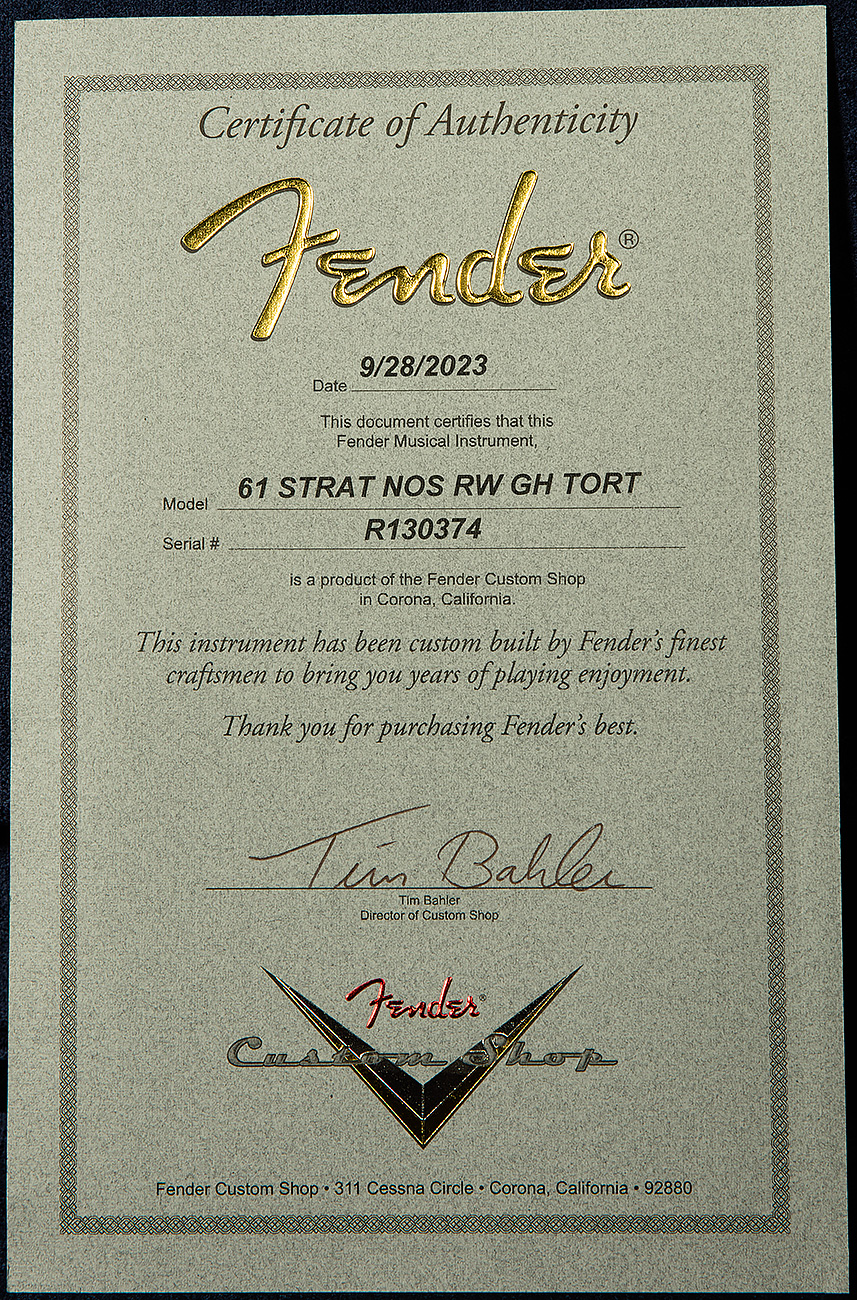 Certificate of Authenticity
Fender®
Date 9/28/2023
This document certifies that this
Fender Musical Instrument,
Model 61 STRAT NOS RW GH TORT
Serial # R130374
is a product of the Fender Custom Shop
in Corona, California.
This instrument has been custom built by Fender's finest
craftsmen to bring you years of playing enjoyment.
Thank you for purchasing Fender's best.
Tim Bahler
Tim Bahler
Director of Custom Shop
Fender®
Custom Shop
Fender Custom Shop • 311 Cessna Circle • Corona, California • 92880